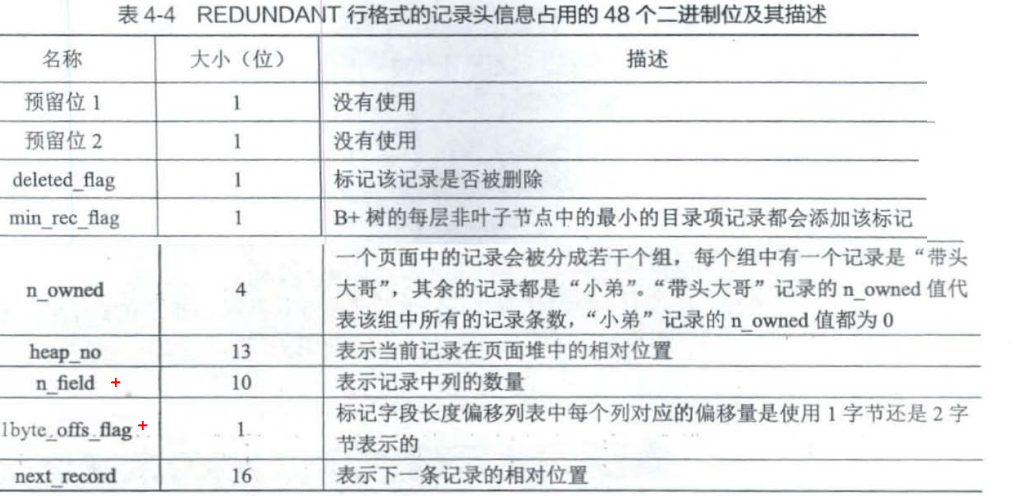 表 4-4 REDUNDANT 行格式的记录头信息占用的 48 个二进制位及其描述
名称 大小（位） 描述
预留位 1 1 没有使用
预留位 2 1 没有使用
deleted_flag 1 标记该记录是否被删除
min_rec_flag 1 B+ 树的每层非叶子节点中的最小的目录项记录都会添加该标记
一个页面中的记录会被分成若干个组，每个组中有一个记录是“带头
n_owned 4 大哥”，其余的记录都是“小弟”。“带头大哥”记录的 n_owned 值代
表该组中所有的记录条数，“小弟”记录的 n_owned 值都为 0
heap_no 13 表示当前记录在页面堆中的相对位置
n_field + 10 表示记录中列的数量
1byte_offs_flag + 1 标记字段长度偏移列表中每个列对应的偏移量是使用 1 字节还是 2 字
节表示的
next_record 16 表示下一条记录的相对位置